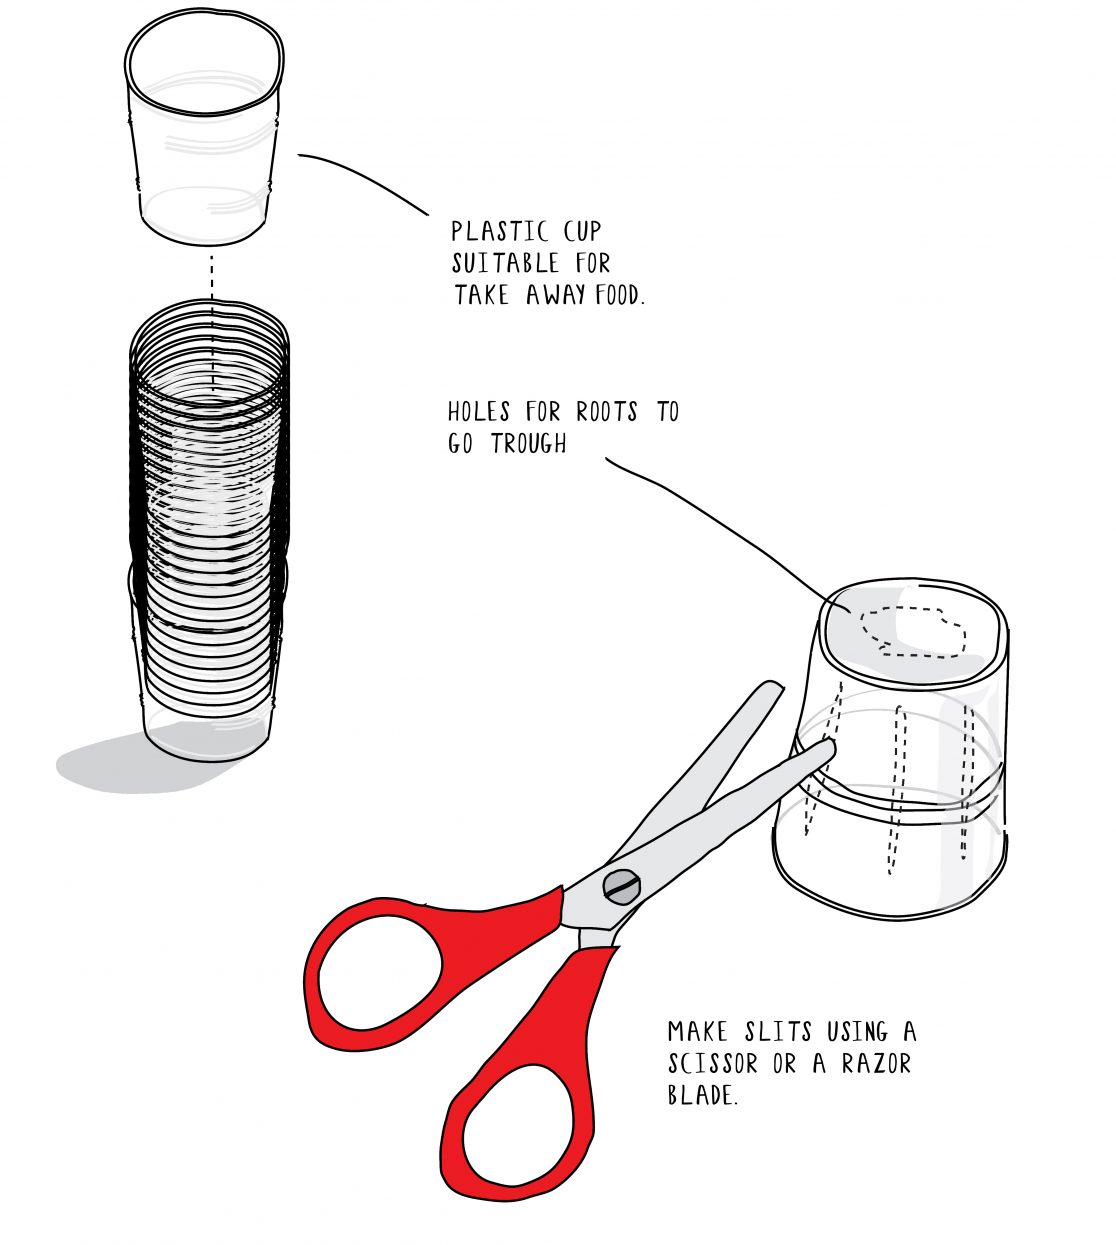 PLASTIC CUP
SUITABLE FOR
TAKE AWAY FOOD.
HOLES FOR ROOTS TO
GO TROUGH
MAKE SLITS USING A
SCISSOR OR A RAZOR
BLADE.